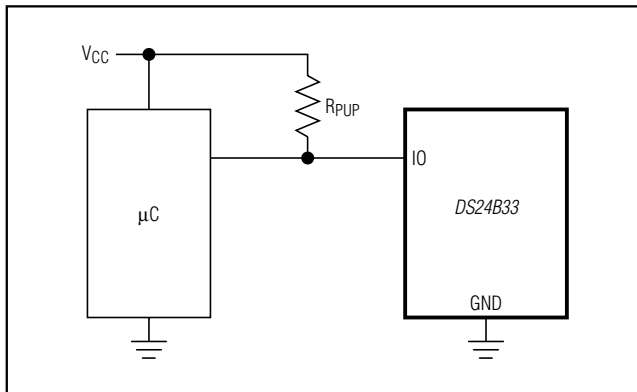 VCC
RPUP
IO
μC
DS24B33
GND